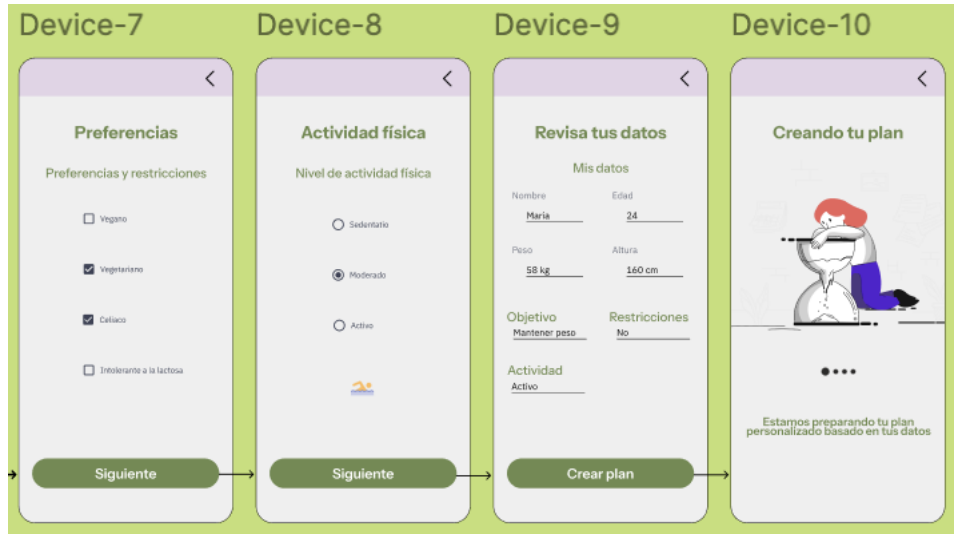 Device-7
Preferencias
Preferencias y restricciones
Vegano
Vegetariano
Celiaco
Intolerante a la lactosa
Siguiente
Device-8
Actividad física
Nivel de actividad física
Sedentatio
Moderado
Activo
Siguiente
Device-9
Revisa tus datos
Mis datos
Nombre Edad
Maria 24
Peso Altura
58 kg 160 cm
Objetivo Restricciones
Mantener peso No
Actividad
Activo
Crear plan
Device-10
Creando tu plan
Estamos preparando tu plan
personalizado basado en tus datos